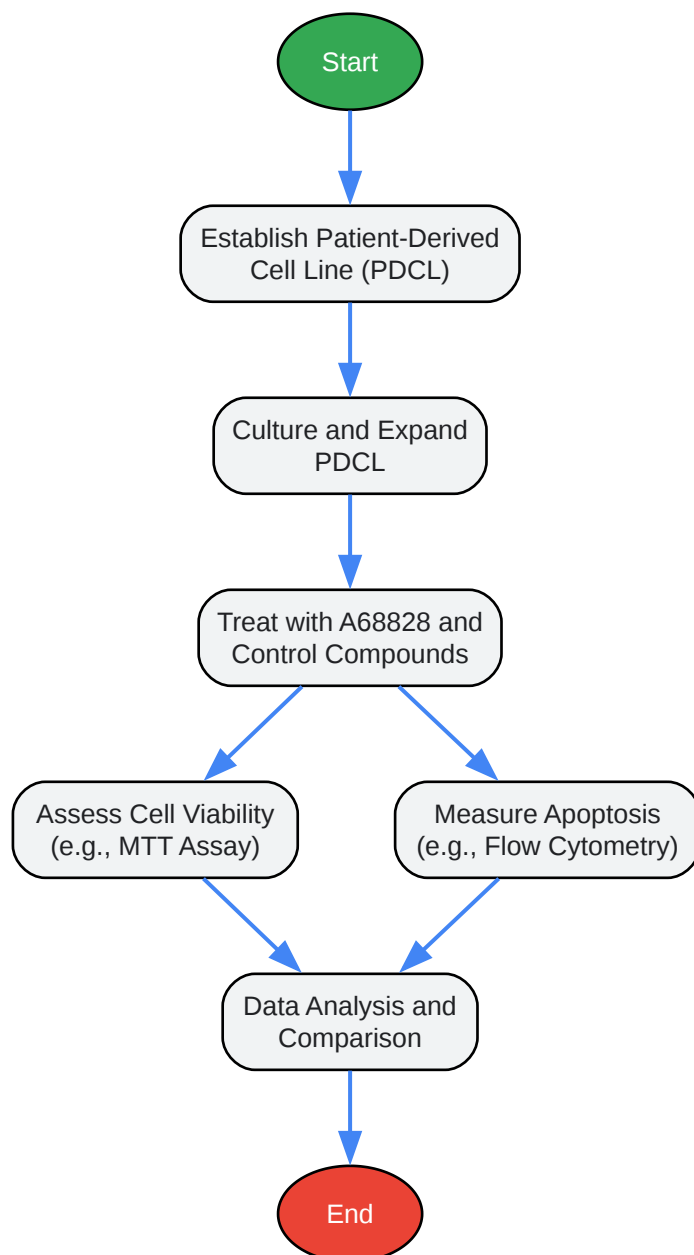 Start
Establish Patient-Derived
Cell Line (PDCL)
Culture and Expand
PDCL
Treat with A68828 and
Control Compounds
Assess Cell Viability
(e.g., MTT Assay)
Measure Apoptosis
(e.g., Flow Cytometry)
Data Analysis and
Comparison
End